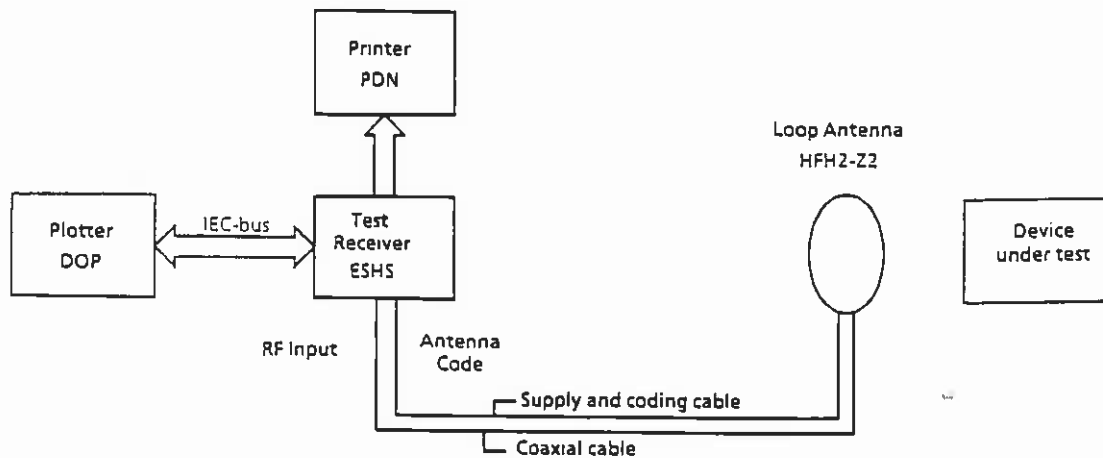 Printer
PDN
Loop Antenna
HFH2-Z2
Plotter
DOP
IEC-bus
Test
Receiver
ESHS
Device
under test
RF Input
Antenna
Code
Supply and coding cable
Coaxial cable